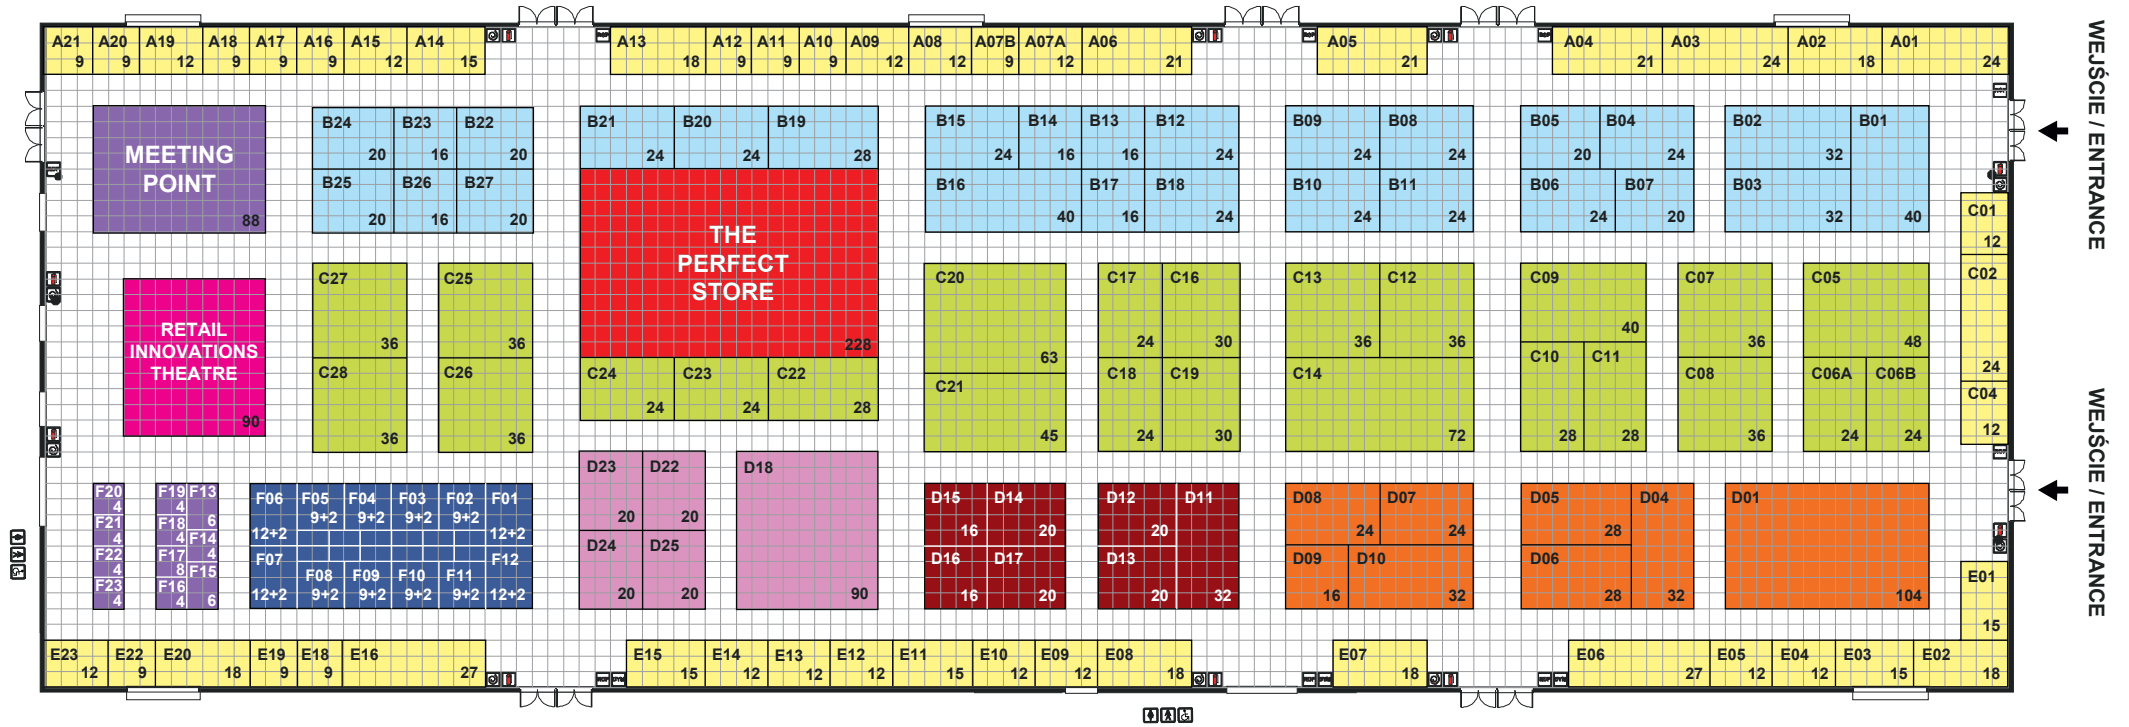 A21 A20 A19 A18 A17 A16 A15 A14 A13 A12 A11 A10 A09 A08 A07B A07A A06 A05 A04 A03 A02 A01
9 9 12 9 9 9 12 15 18 9 9 9 12 12 9 12 21 21 21 24 18 24
WEJŚCIE / ENTRANCE
B24 B23 B22 B21 B20 B19 B15 B14 B13 B12 B09 B08 B05 B04 B02 B01
MEETING
POINT
88
20 16 20 24 24 28 24 16 16 24 24 24 20 24 32
B25 B26 B27 B16 B17 B18 B10 B11 B06 B07 B03
20 16 20 40 16 24 24 24 24 20 32 40
C01
12
THE
PERFECT
STORE
228
C27 C25 C20 C17 C16 C13 C12 C09 C07 C05 C02
RETAIL
INNOVATIONS
THEATRE
90
40
36 36 63 24 30 36 36 36 48
24
C28 C26 C24 C23 C22 C21 C18 C19 C14 C10 C11 C08 C06A C06B C04
24 24 28
36 36 45 24 30 72 28 28 36 24 24 12
WEJŚCIE / ENTRANCE
D23 D22 D18
20 20 90
D24 D25
20 20
F20 F19 F13
4 4 6
F21 F18 F14
4 4 4
F22 F17 F15
4 8 6
F23 F16
4 4
F06 F05 F04 F03 F02 F01
12+2 9+2 9+2 9+2 9+2 12+2
F07 F08 F09 F10 F11 F12
12+2 9+2 9+2 9+2 9+2 12+2
D15 D14 D12 D11 D08 D07 D05 D04 D01
16 20 20 24 24 28
D16 D17 D13 D09 D10 D06
16 20 20 32 16 32 28 32 104
E01
15
E23 E22 E20 E19 E18 E16 E15 E14 E13 E12 E11 E10 E09 E08 E07 E06 E05 E04 E03 E02
12 9 18 9 9 27 15 12 12 12 15 12 12 18 18 27 12 12 15 18